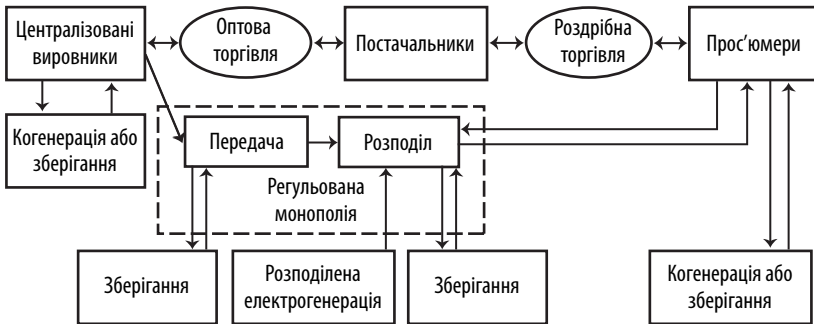 Централізовані
вировники
Оптова
торгівля
Постачальники
Роздрібна
торгівля
Прос’юмери
Когенерація або
зберігання
Передача
Розподіл
Регульована
монополія
Зберігання
Розподілена
електрогенерація
Зберігання
Когенерація або
зберігання